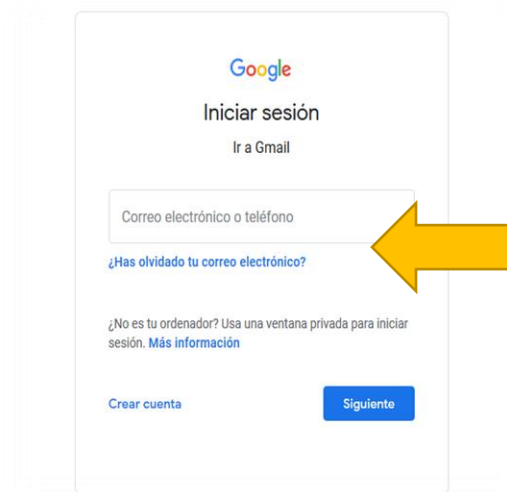 Google
Iniciar sesión
Ir a Gmail
Correo electrónico o teléfono
¿Has olvidado tu correo electrónico?
¿No es tu ordenador? Usa una ventana privada para iniciar
sesión. Más información
Crear cuenta
Siguiente